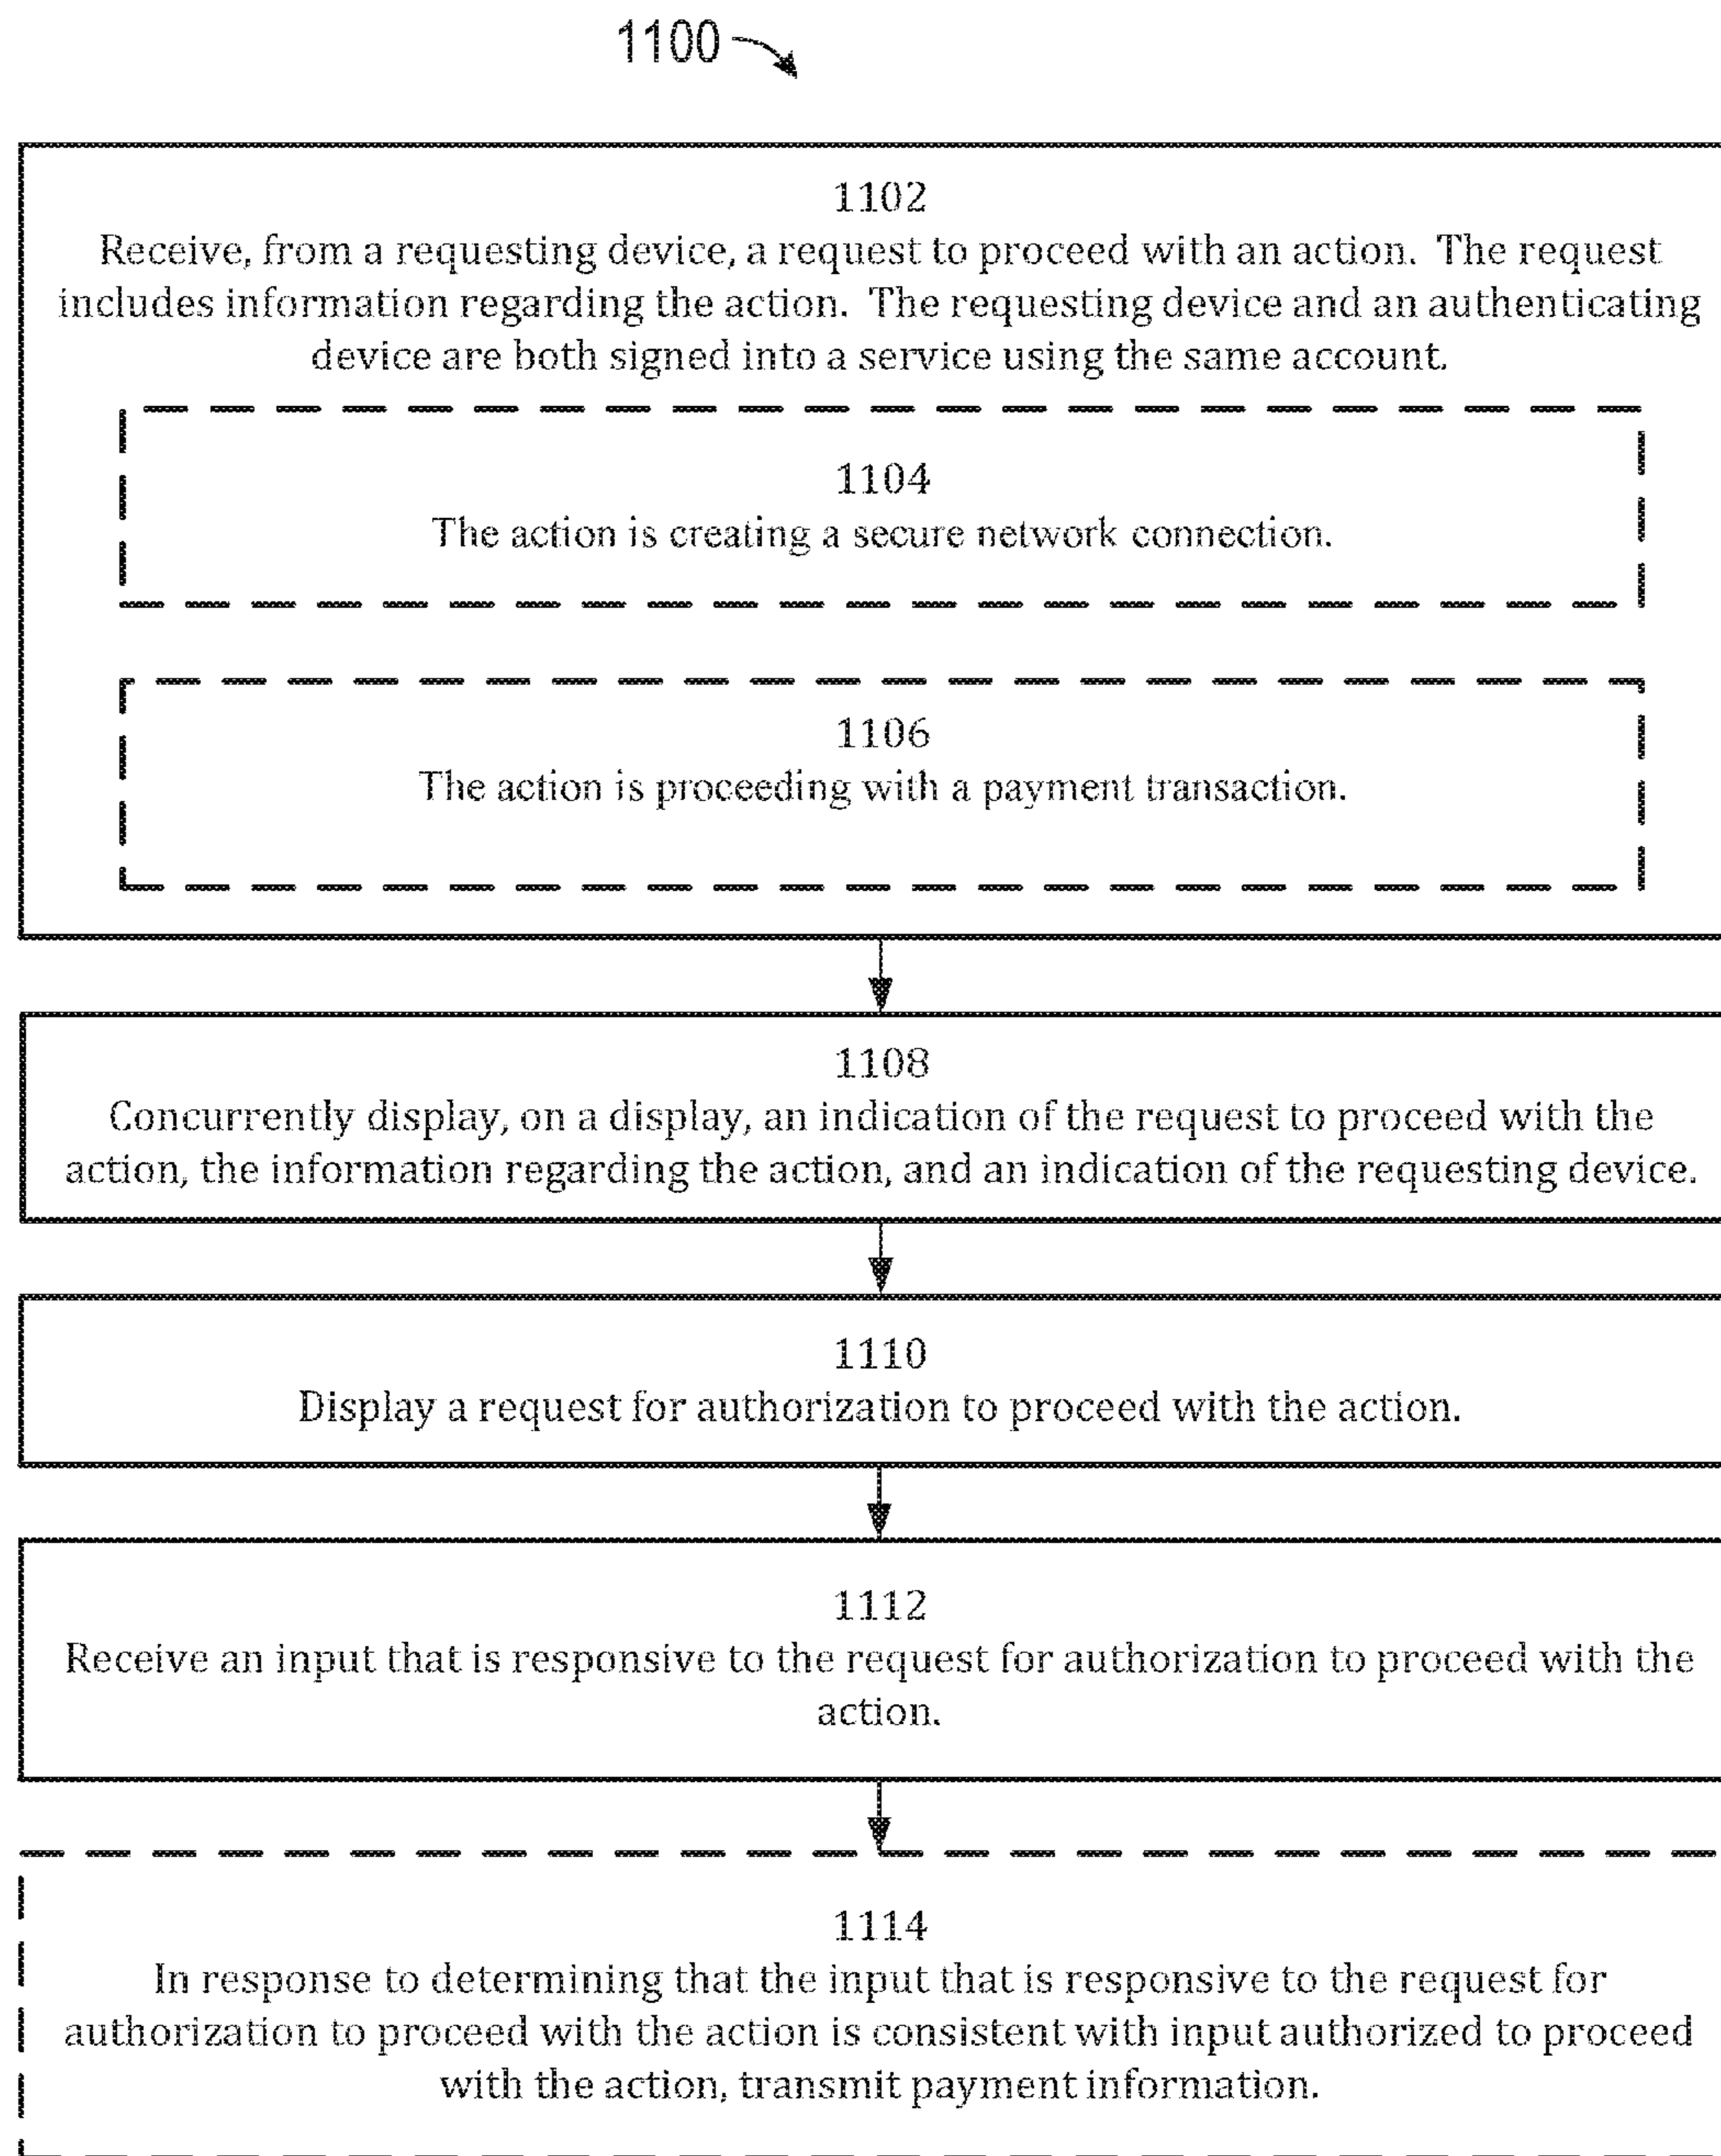 1100
1102
Receive, from a requesting device, a request to proceed with an action. The request
includes information regarding the action. The requesting device and an authenticating
device are both signed into a service using the same account.
1104
The action is creating a secure network connection.
1106
The action is proceeding with a payment transaction.
1108
Concurrently display, on a display, an indication of the request to proceed with the
action, the information regarding the action, and an indication of the requesting device.
1110
Display a request for authorization to proceed with the action.
1112
Receive an input that is responsive to the request for authorization to proceed with the
action.
1114
In response to determining that the input that is responsive to the request for
authorization to proceed with the action is consistent with input authorized to proceed
with the action, transmit payment information.